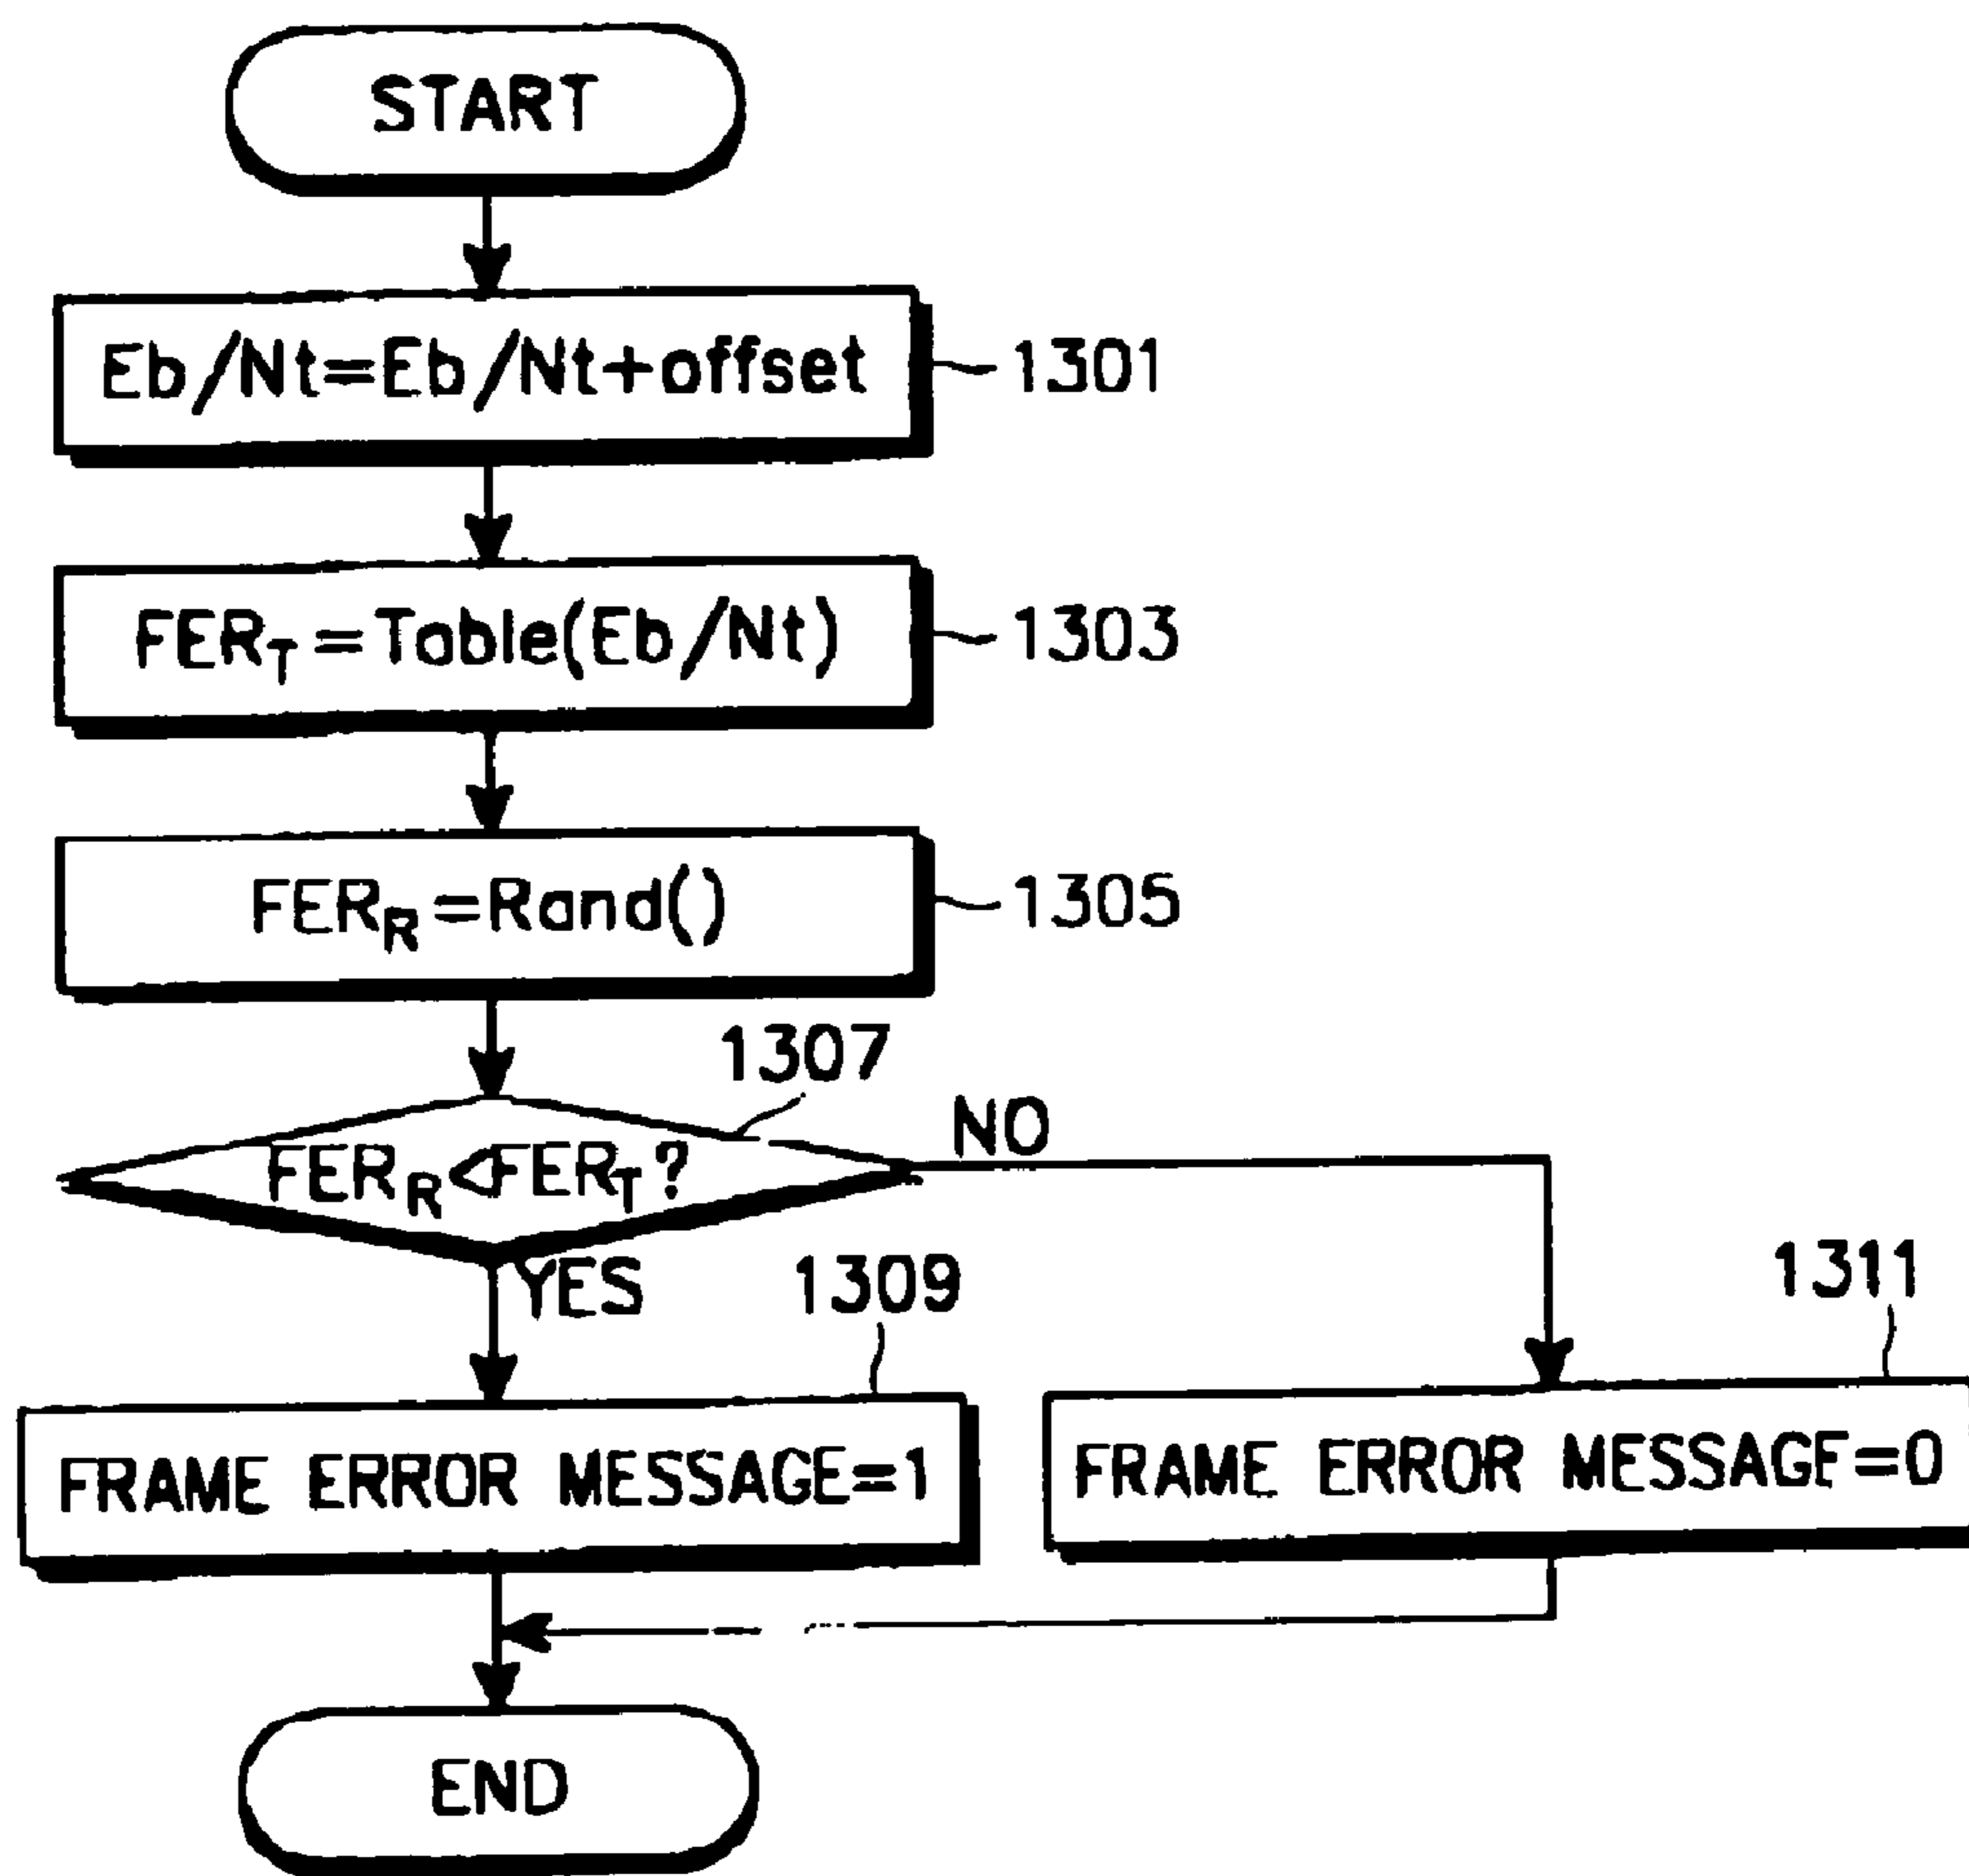 START
Eb/Nt=Eb/Nt+offset
1301
FER_T=Table(Eb/Nt)
1303
FER_R=Rand()
1305
1307
FER_R<FER_T?
NO
YES
1309
1311
FRAME ERROR MESSAGE=1
FRAME ERROR MESSAGE=0
END